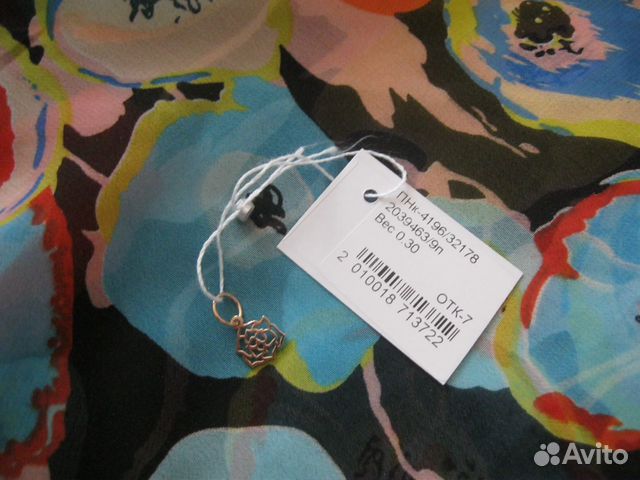 ПНк-4196/32178
2039463/9п
Вес 0.30
ОТК-7
2 010018 713722
Avito